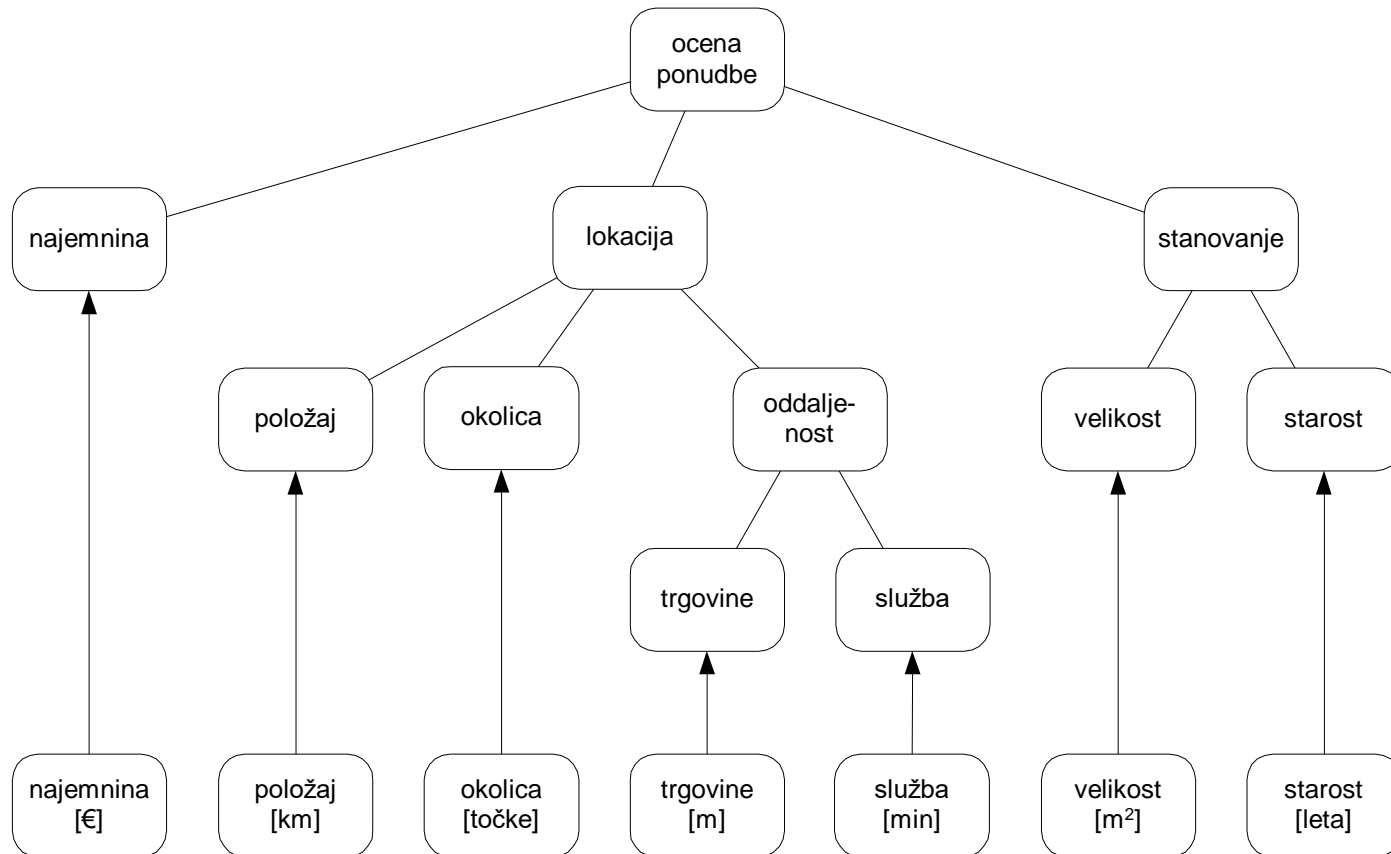 ocena
ponudbe
najemnina
lokacija
stanovanje
položaj
okolica
oddalje-
nost
velikost
starost
trgovine
služba
najemnina
[€]
položaj
[km]
okolica
[točke]
trgovine
[m]
služba
[min]
velikost
[m²]
starost
[leta]